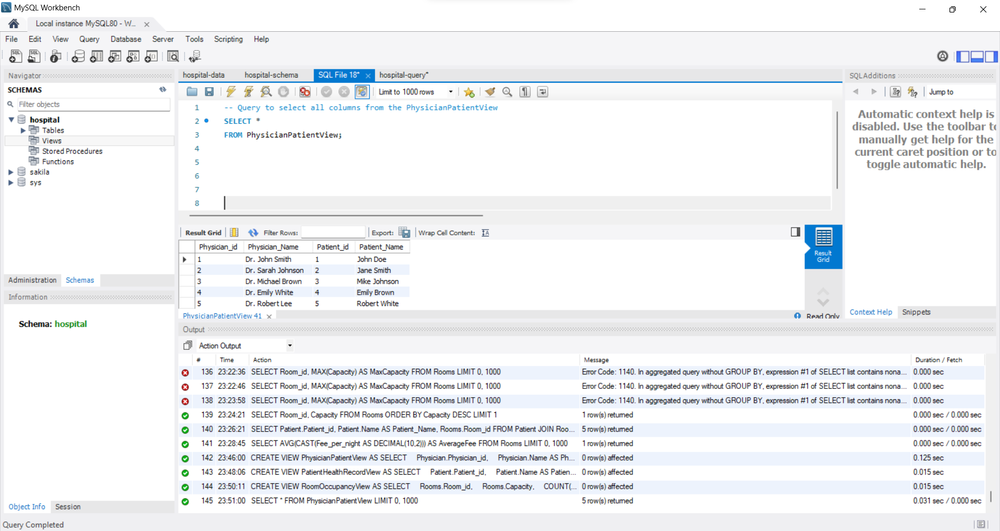 MySQL Workbench
Local instance MySQL80 - W...
File Edit View Query Database Server Tools Scripting Help
Navigator
SCHEMAS
Filter objects
hospital
Tables
Views
Stored Procedures
Functions
sakila
sys
Administration Schemas
Information
Schema: hospital
Object Info Session
hospital-data hospital-schema SQL File 18* hospital-query*
Limit to 1000 rows
1 -- Query to select all columns from the PhysicianPatientView
2 SELECT *
3 FROM PhysicianPatientView;
4
5
6
7
8
Result Grid Filter Rows: Export: Wrap Cell Content:
Physician_id Physician_Name Patient_id Patient_Name
1 Dr. John Smith 1 John Doe
2 Dr. Sarah Johnson 2 Jane Smith
3 Dr. Michael Brown 3 Mike Johnson
4 Dr. Emily White 4 Emily Brown
5 Dr. Robert Lee 5 Robert White
Result
Grid
PhysicianPatientView 41 Read Only
SQLAdditions
Jump to
Automatic context help is
disabled. Use the toolbar to
manually get help for the
current caret position or to
toggle automatic help.
Context Help Snippets
Output
Action Output
# Time Action Message Duration / Fetch
136 23:22:36 SELECT Room_id, MAX(Capacity) AS MaxCapacity FROM Rooms LIMIT 0, 1000 Error Code: 1140. In aggregated query without GROUP BY, expression #1 of SELECT list contains nona... 0.000 sec
137 23:22:46 SELECT Room_id, MAX(Capacity) AS MaxCapacity FROM Rooms LIMIT 0, 1000 Error Code: 1140. In aggregated query without GROUP BY, expression #1 of SELECT list contains nona... 0.000 sec
138 23:23:58 SELECT Room_id, MAX(Capacity) AS MaxCapacity FROM Rooms LIMIT 0, 1000 Error Code: 1140. In aggregated query without GROUP BY, expression #1 of SELECT list contains nona... 0.000 sec
139 23:24:21 SELECT Room_id, Capacity FROM Rooms ORDER BY Capacity DESC LIMIT 1 1 row(s) returned 0.000 sec / 0.000 sec
140 23:26:21 SELECT Patient.Patient_id, Patient.Name AS Patient_Name, Rooms.Room_id FROM Patient JOIN Roo... 5 row(s) returned 0.000 sec / 0.000 sec
141 23:28:45 SELECT AVG(CAST(Fee_per_night AS DECIMAL(10,2))) AS AverageFee FROM Rooms LIMIT 0, 1000 1 row(s) returned 0.000 sec / 0.000 sec
142 23:46:00 CREATE VIEW PhysicianPatientView AS SELECT Physician.Physician_id, Physician.Name AS Ph... 0 row(s) affected 0.125 sec
143 23:48:06 CREATE VIEW PatientHealthRecordView AS SELECT Patient.Patient_id, Patient.Name AS Patien... 0 row(s) affected 0.015 sec
144 23:50:11 CREATE VIEW RoomOccupancyView AS SELECT Rooms.Room_id, Rooms.Capacity, COUNT(... 0 row(s) affected 0.015 sec
145 23:51:00 SELECT * FROM PhysicianPatientView LIMIT 0, 1000 5 row(s) returned 0.031 sec / 0.000 sec
Query Completed